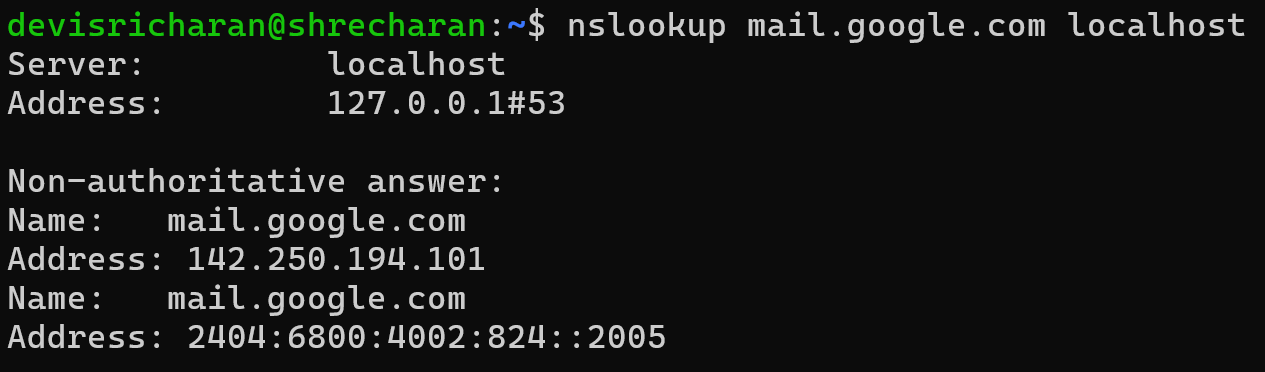 devisricharan@shrecharan:~$ nslookup mail.google.com localhost
Server:         localhost
Address:        127.0.0.1#53

Non-authoritative answer:
Name:   mail.google.com
Address: 142.250.194.101
Name:   mail.google.com
Address: 2404:6800:4002:824::2005